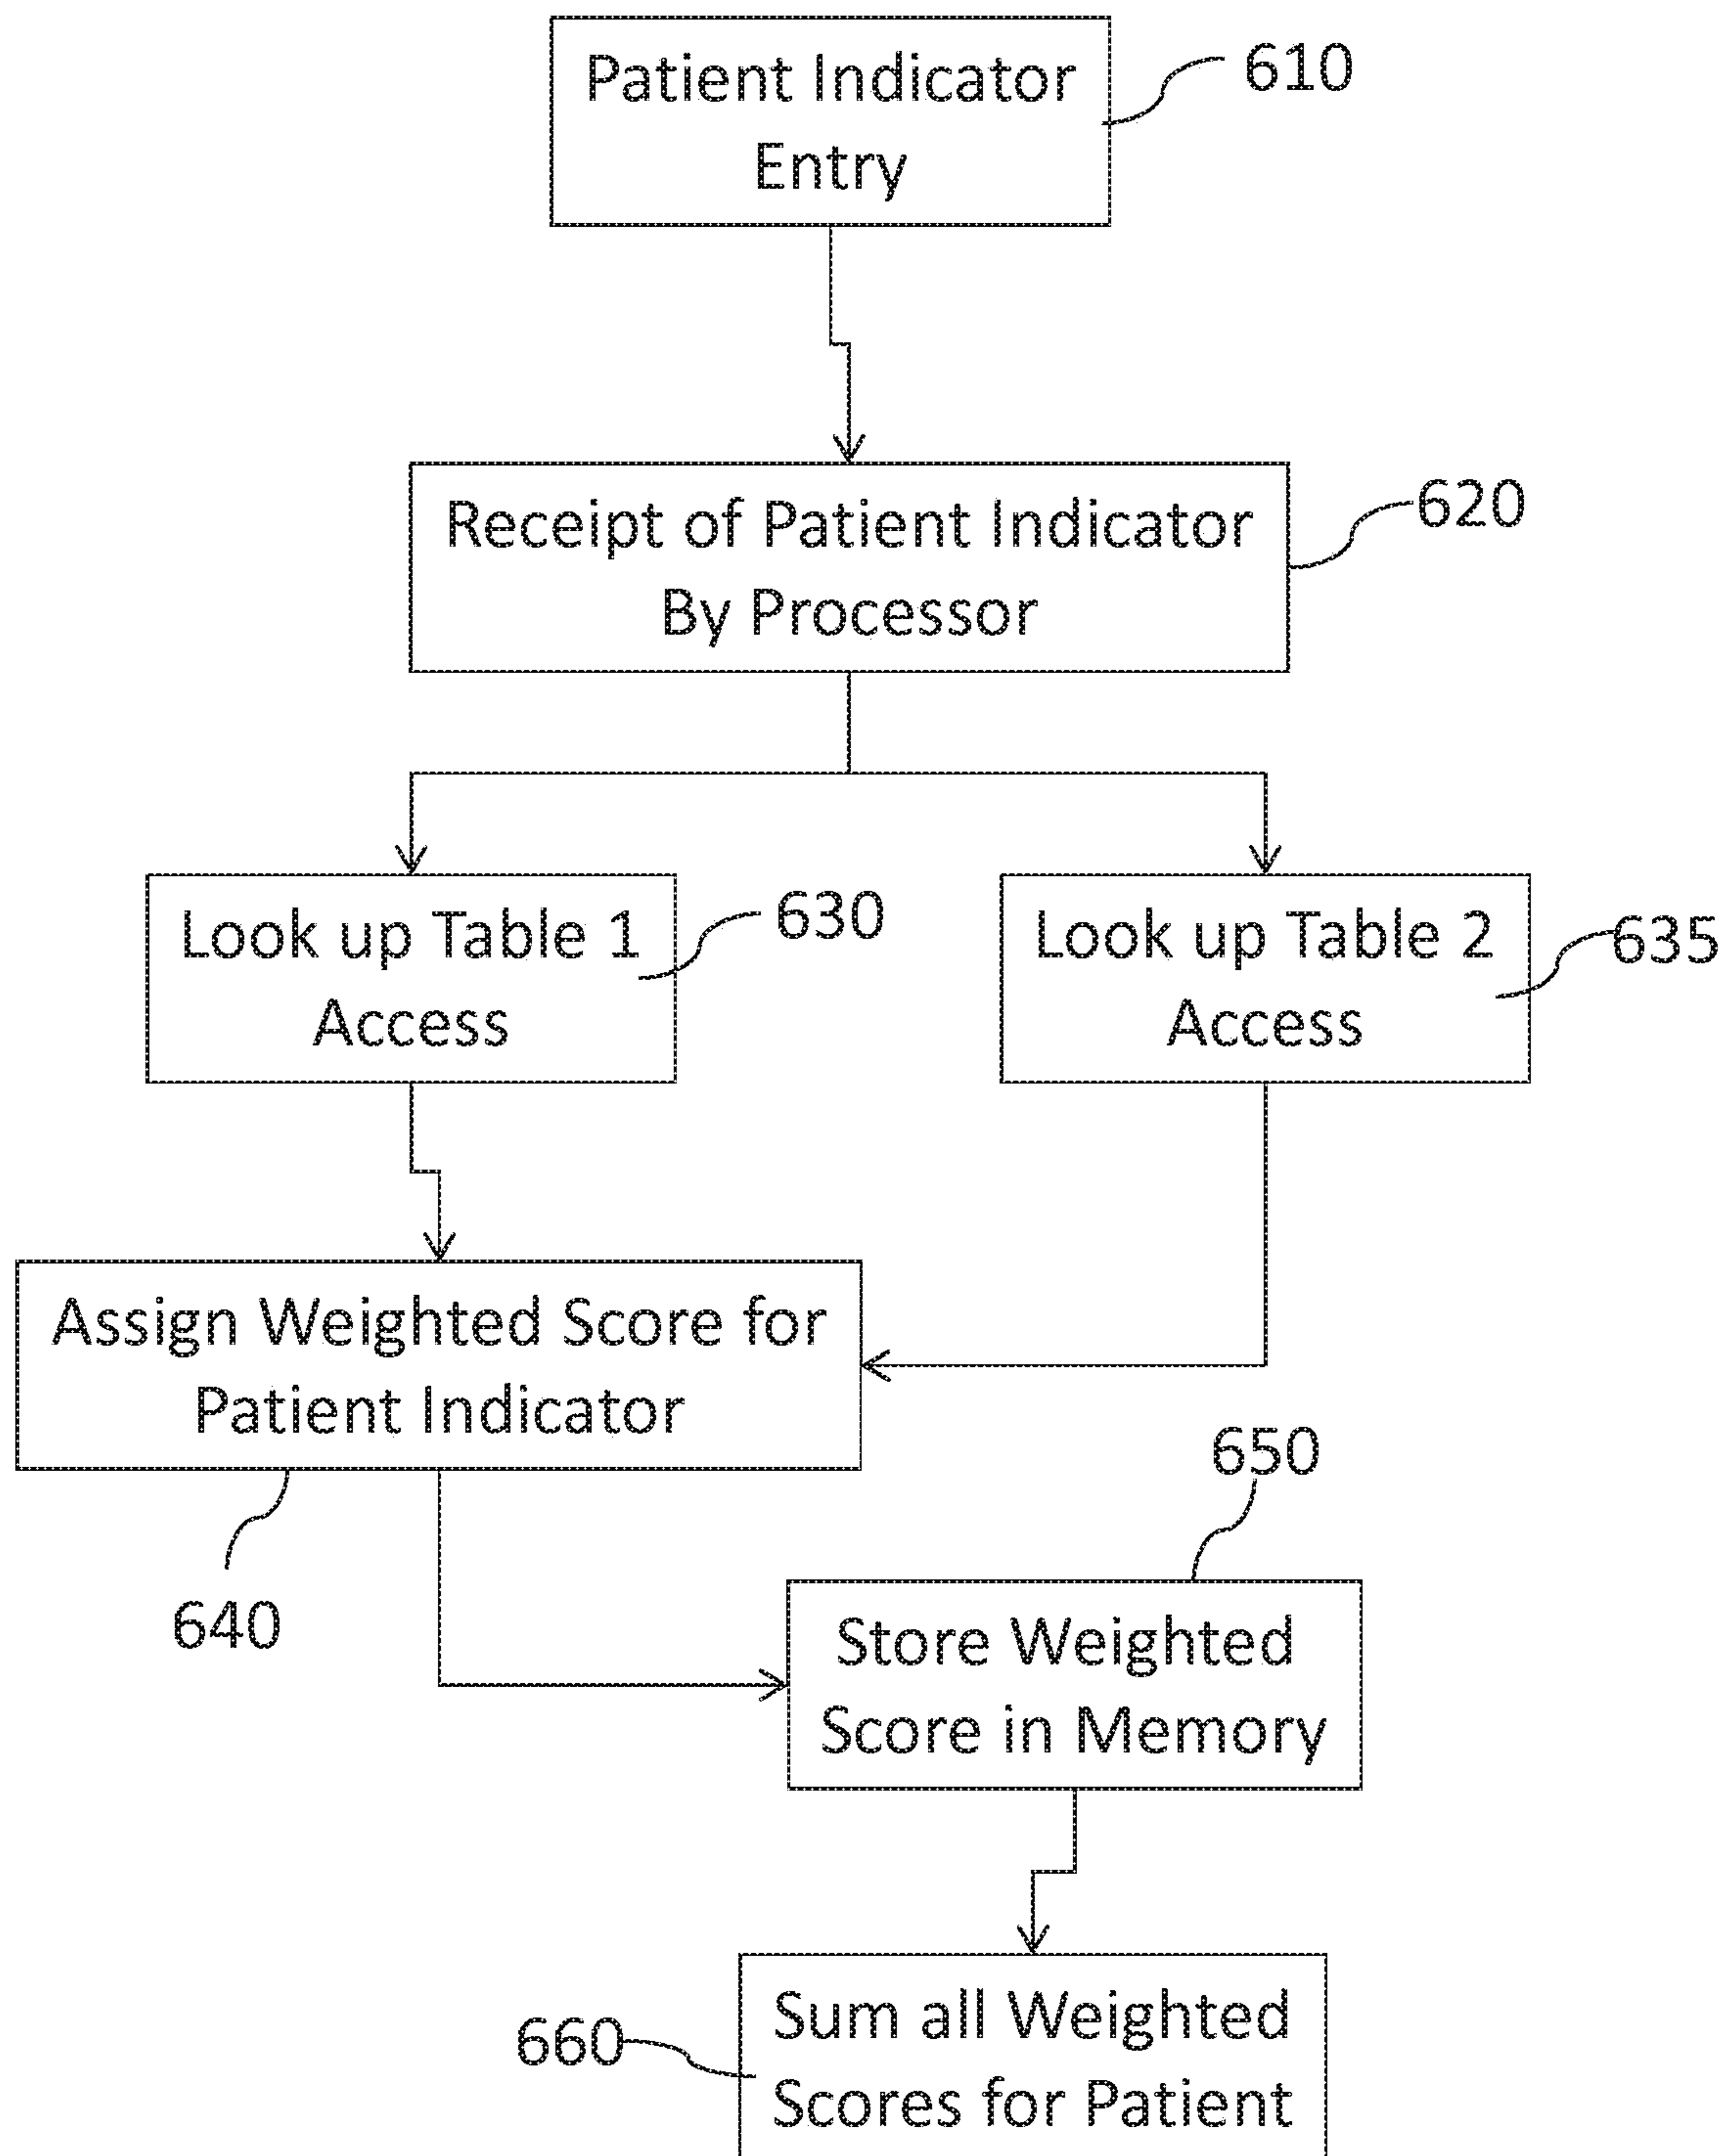 Patient Indicator
Entry
610
Receipt of Patient Indicator
By Processor
620
Look up Table 1
Access
630
Look up Table 2
Access
635
Assign Weighted Score for
Patient Indicator
640
650
Store Weighted
Score in Memory
660
Sum all Weighted
Scores for Patient